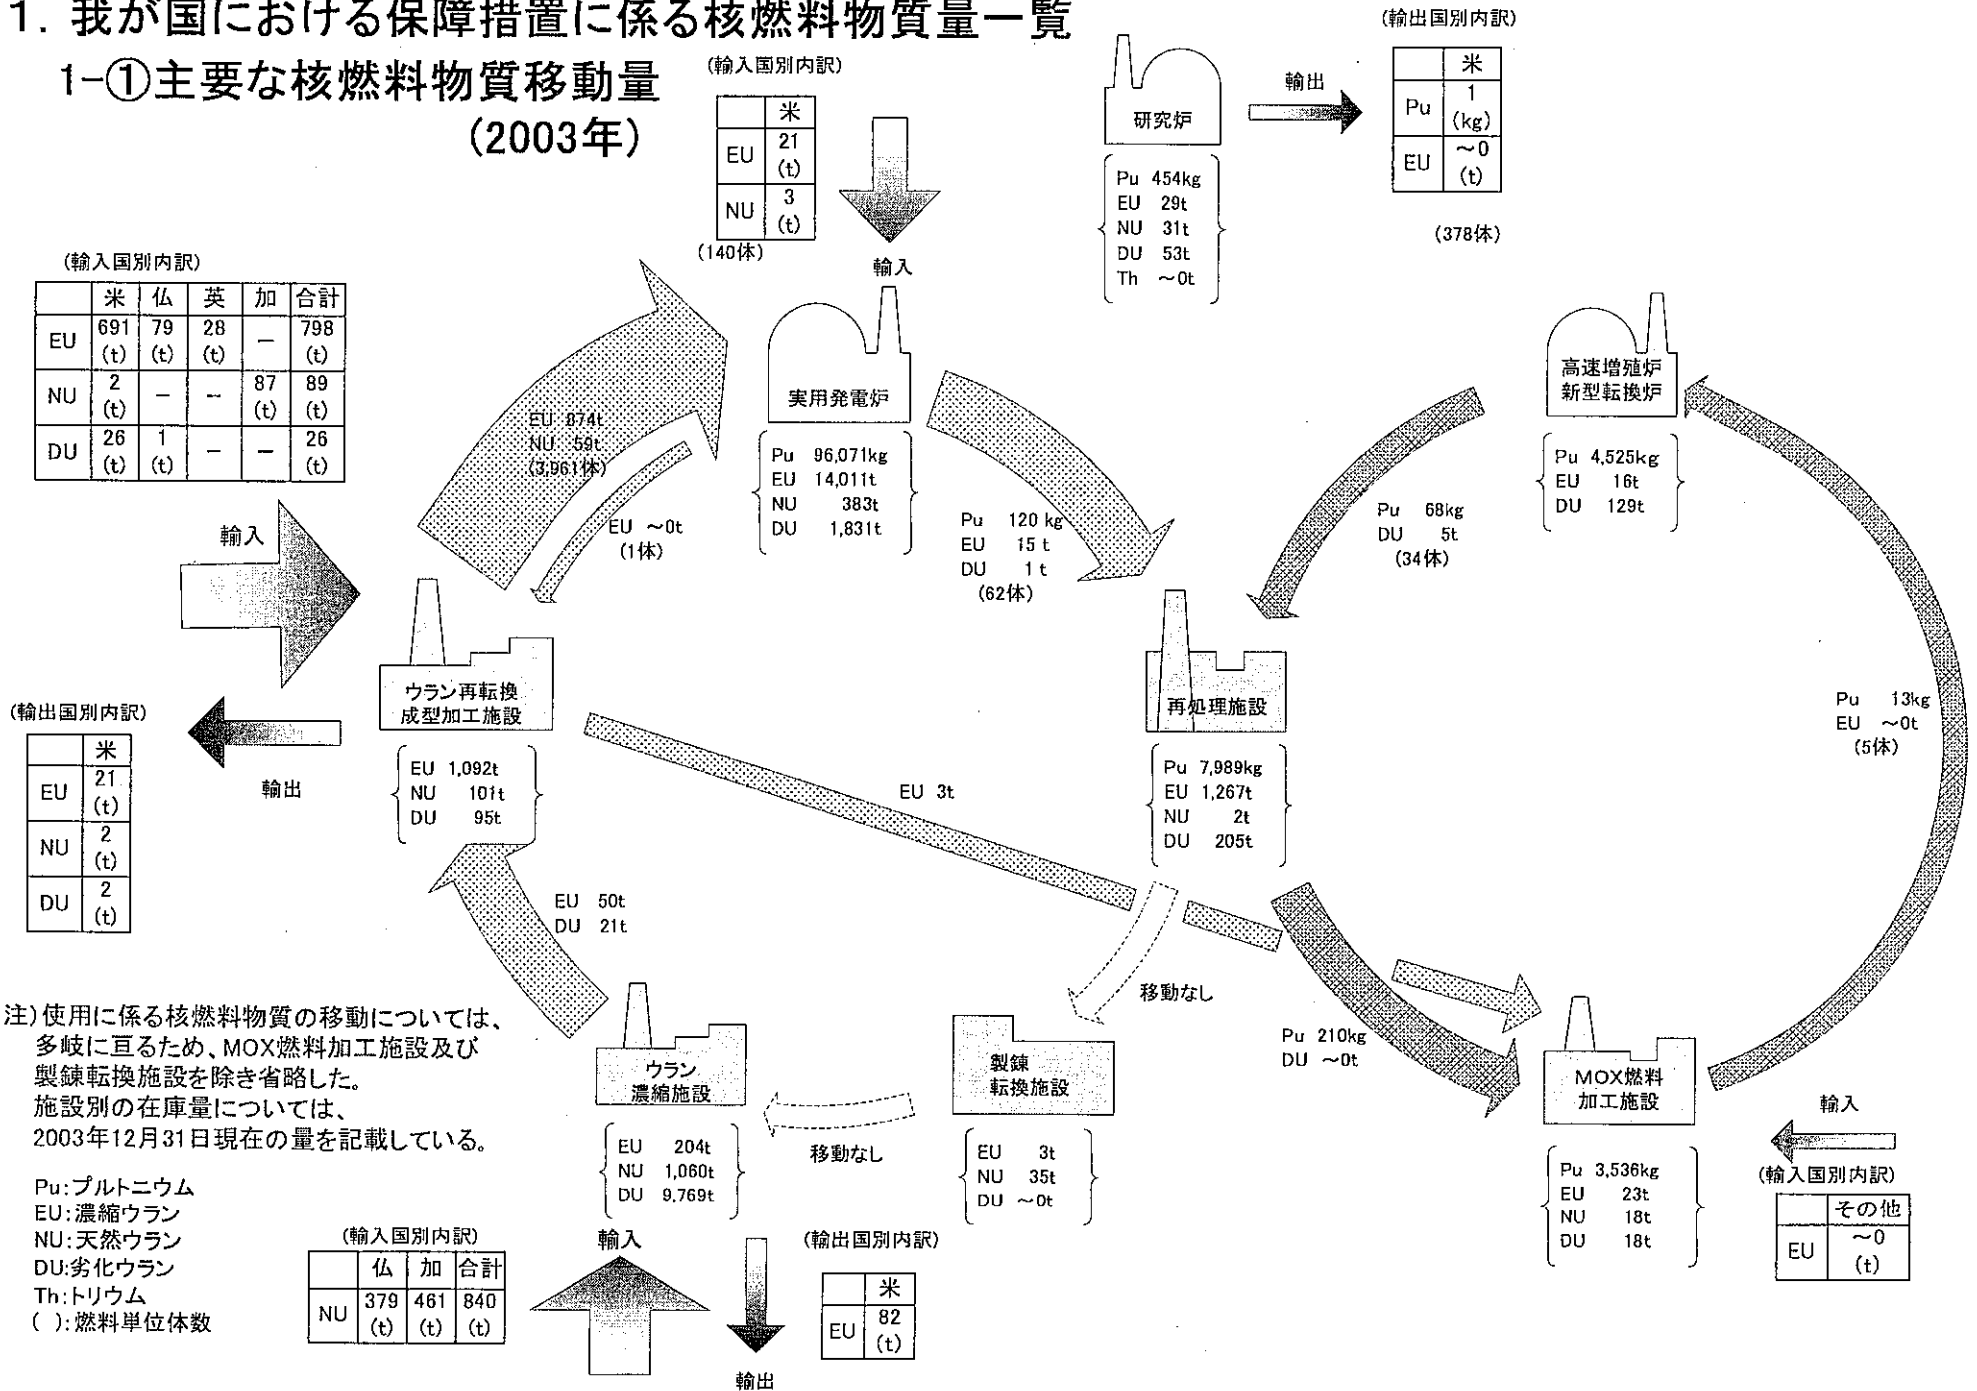 1. 我が国における保障措置に係る核燃料物質量一覧
1-①主要な核燃料物質移動量
(2003年)
(輸入国別内訳)
米
EU 21 (t)
NU 3 (t)
(140体)
輸入
研究炉
Pu 454kg
EU 29t
NU 31t
DU 53t
Th ～0t
輸出
(輸出国別内訳)
米
Pu 1 (kg)
EU ～0 (t)
(378体)
(輸入国別内訳)
米 仏 英 加 合計
EU 691 (t) 79 (t) 28 (t) － 798 (t)
NU 2 (t) － － 87 (t) 89 (t)
DU 26 (t) 1 (t) － － 26 (t)
輸入
EU 874t
NU 59t
(3,961体)
EU ～0t
(1体)
実用発電炉
Pu 96,071kg
EU 14,011t
NU 383t
DU 1,831t
Pu 120 kg
EU 15 t
DU 1 t
(62体)
高速増殖炉
新型転換炉
Pu 4,525kg
EU 16t
DU 129t
Pu 68kg
DU 5t
(34体)
Pu 13kg
EU ～0t
(5体)
ウラン再転換
成型加工施設
EU 1,092t
NU 101t
DU 95t
(輸出国別内訳)
米
EU 21 (t)
NU 2 (t)
DU 2 (t)
輸出
再処理施設
Pu 7,989kg
EU 1,267t
NU 2t
DU 205t
EU 3t
EU 50t
DU 21t
移動なし
Pu 210kg
DU ～0t
ウラン
濃縮施設
EU 204t
NU 1,060t
DU 9,769t
移動なし
製錬
転換施設
EU 3t
NU 35t
DU ～0t
MOX燃料
加工施設
Pu 3,536kg
EU 23t
NU 18t
DU 18t
輸入
(輸入国別内訳)
その他
EU ～0 (t)
注)使用に係る核燃料物質の移動については、
多岐に亘るため、MOX燃料加工施設及び
製錬転換施設を除き省略した。
施設別の在庫量については、
2003年12月31日現在の量を記載している。
Pu:プルトニウム
EU:濃縮ウラン
NU:天然ウラン
DU:劣化ウラン
Th:トリウム
( ):燃料単位体数
(輸入国別内訳)
仏 加 合計
NU 379 (t) 461 (t) 840 (t)
輸入
輸出
(輸出国別内訳)
米
EU 82 (t)